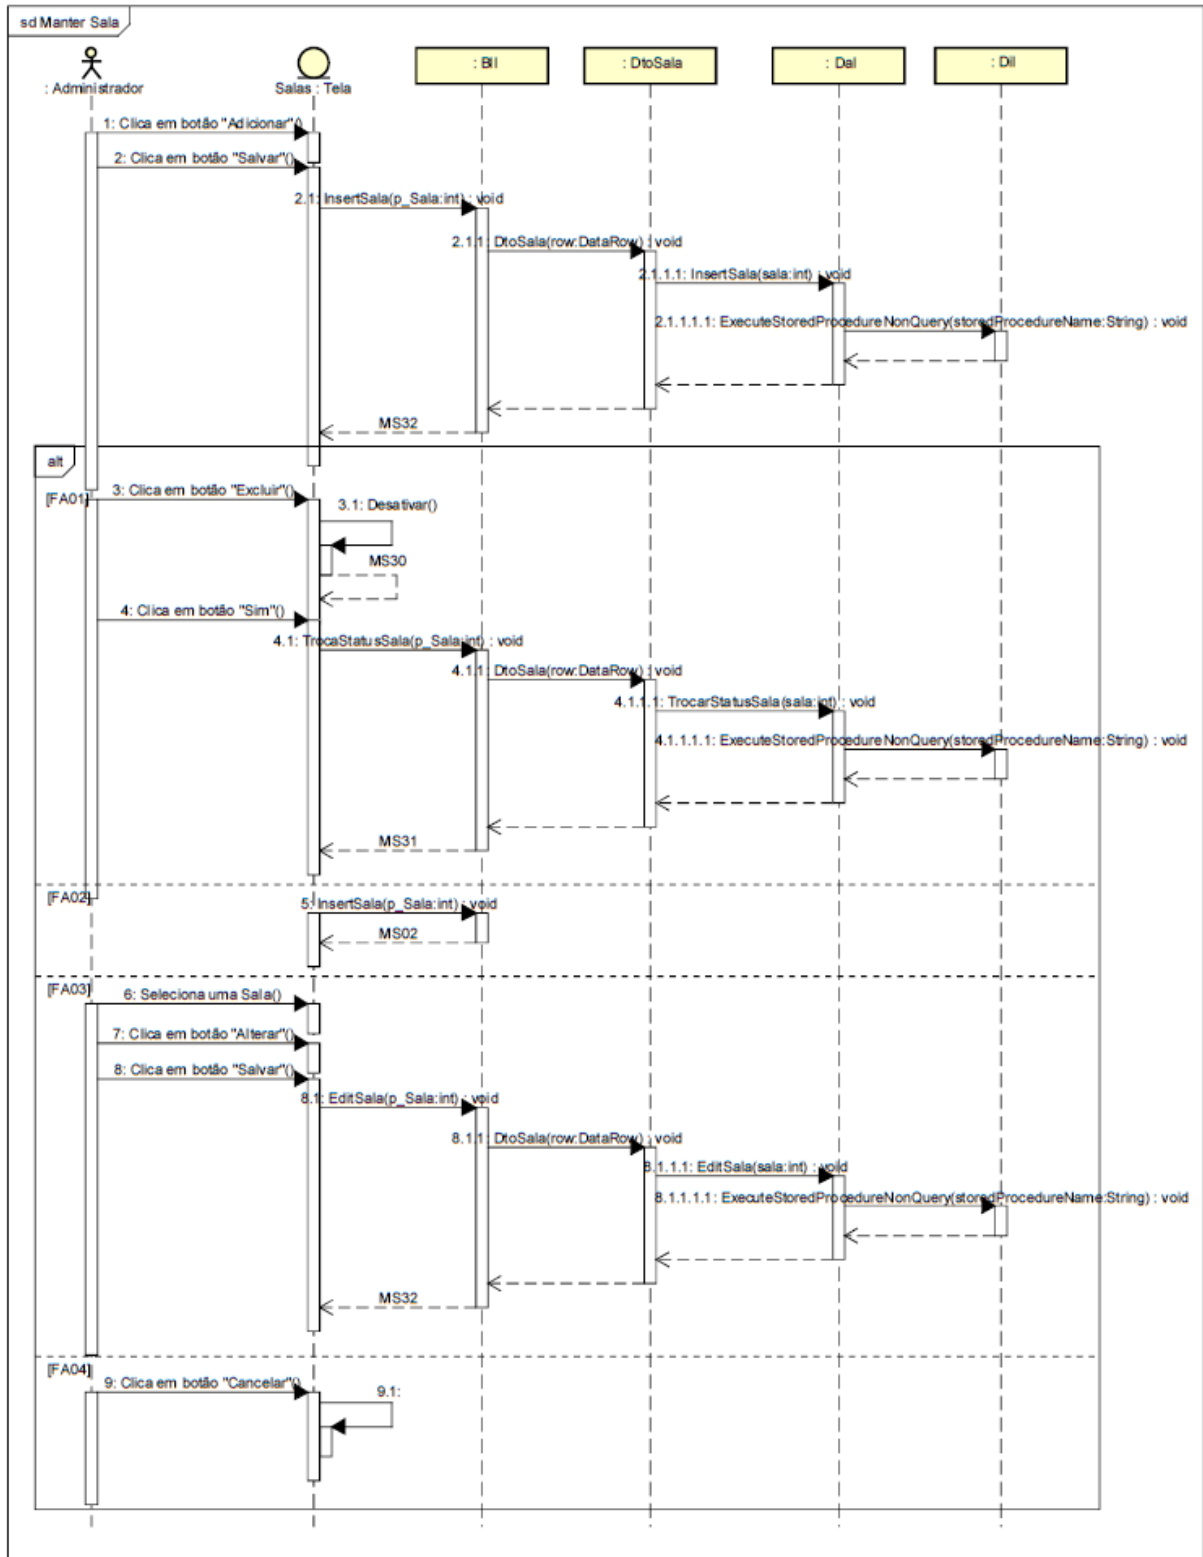 sd Manter Sala
: Administrador
Salas : Tela
: Bll
: DtoSala
: Dal
: Dil
1: Clica em botão "Adicionar"()
2: Clica em botão "Salvar"()
2.1: InsertSala(p_Sala:int) : void
2.1.1: DtoSala(row:DataRow) : void
2.1.1.1: InsertSala(sala:int) : void
2.1.1.1.1: ExecuteStoredProcedureNonQuery(storedProcedureName:String) : void
MS32
alt
[FA01]
3: Clica em botão "Excluir"()
3.1: Desativar()
MS30
4: Clica em botão "Sim"()
4.1: TrocaStatusSala(p_Sala:int) : void
4.1.1: DtoSala(row:DataRow) : void
4.1.1.1: TrocarStatusSala(sala:int) : void
4.1.1.1.1: ExecuteStoredProcedureNonQuery(storedProcedureName:String) : void
MS31
[FA02]
5: InsertSala(p_Sala:int) : void
MS02
[FA03]
6: Seleciona uma Sala()
7: Clica em botão "Alterar"()
8: Clica em botão "Salvar"()
8.1: EditSala(p_Sala:int) : void
8.1.1: DtoSala(row:DataRow) : void
8.1.1.1: EditSala(sala:int) : void
8.1.1.1.1: ExecuteStoredProcedureNonQuery(storedProcedureName:String) : void
MS32
[FA04]
9: Clica em botão "Cancelar"()
9.1: